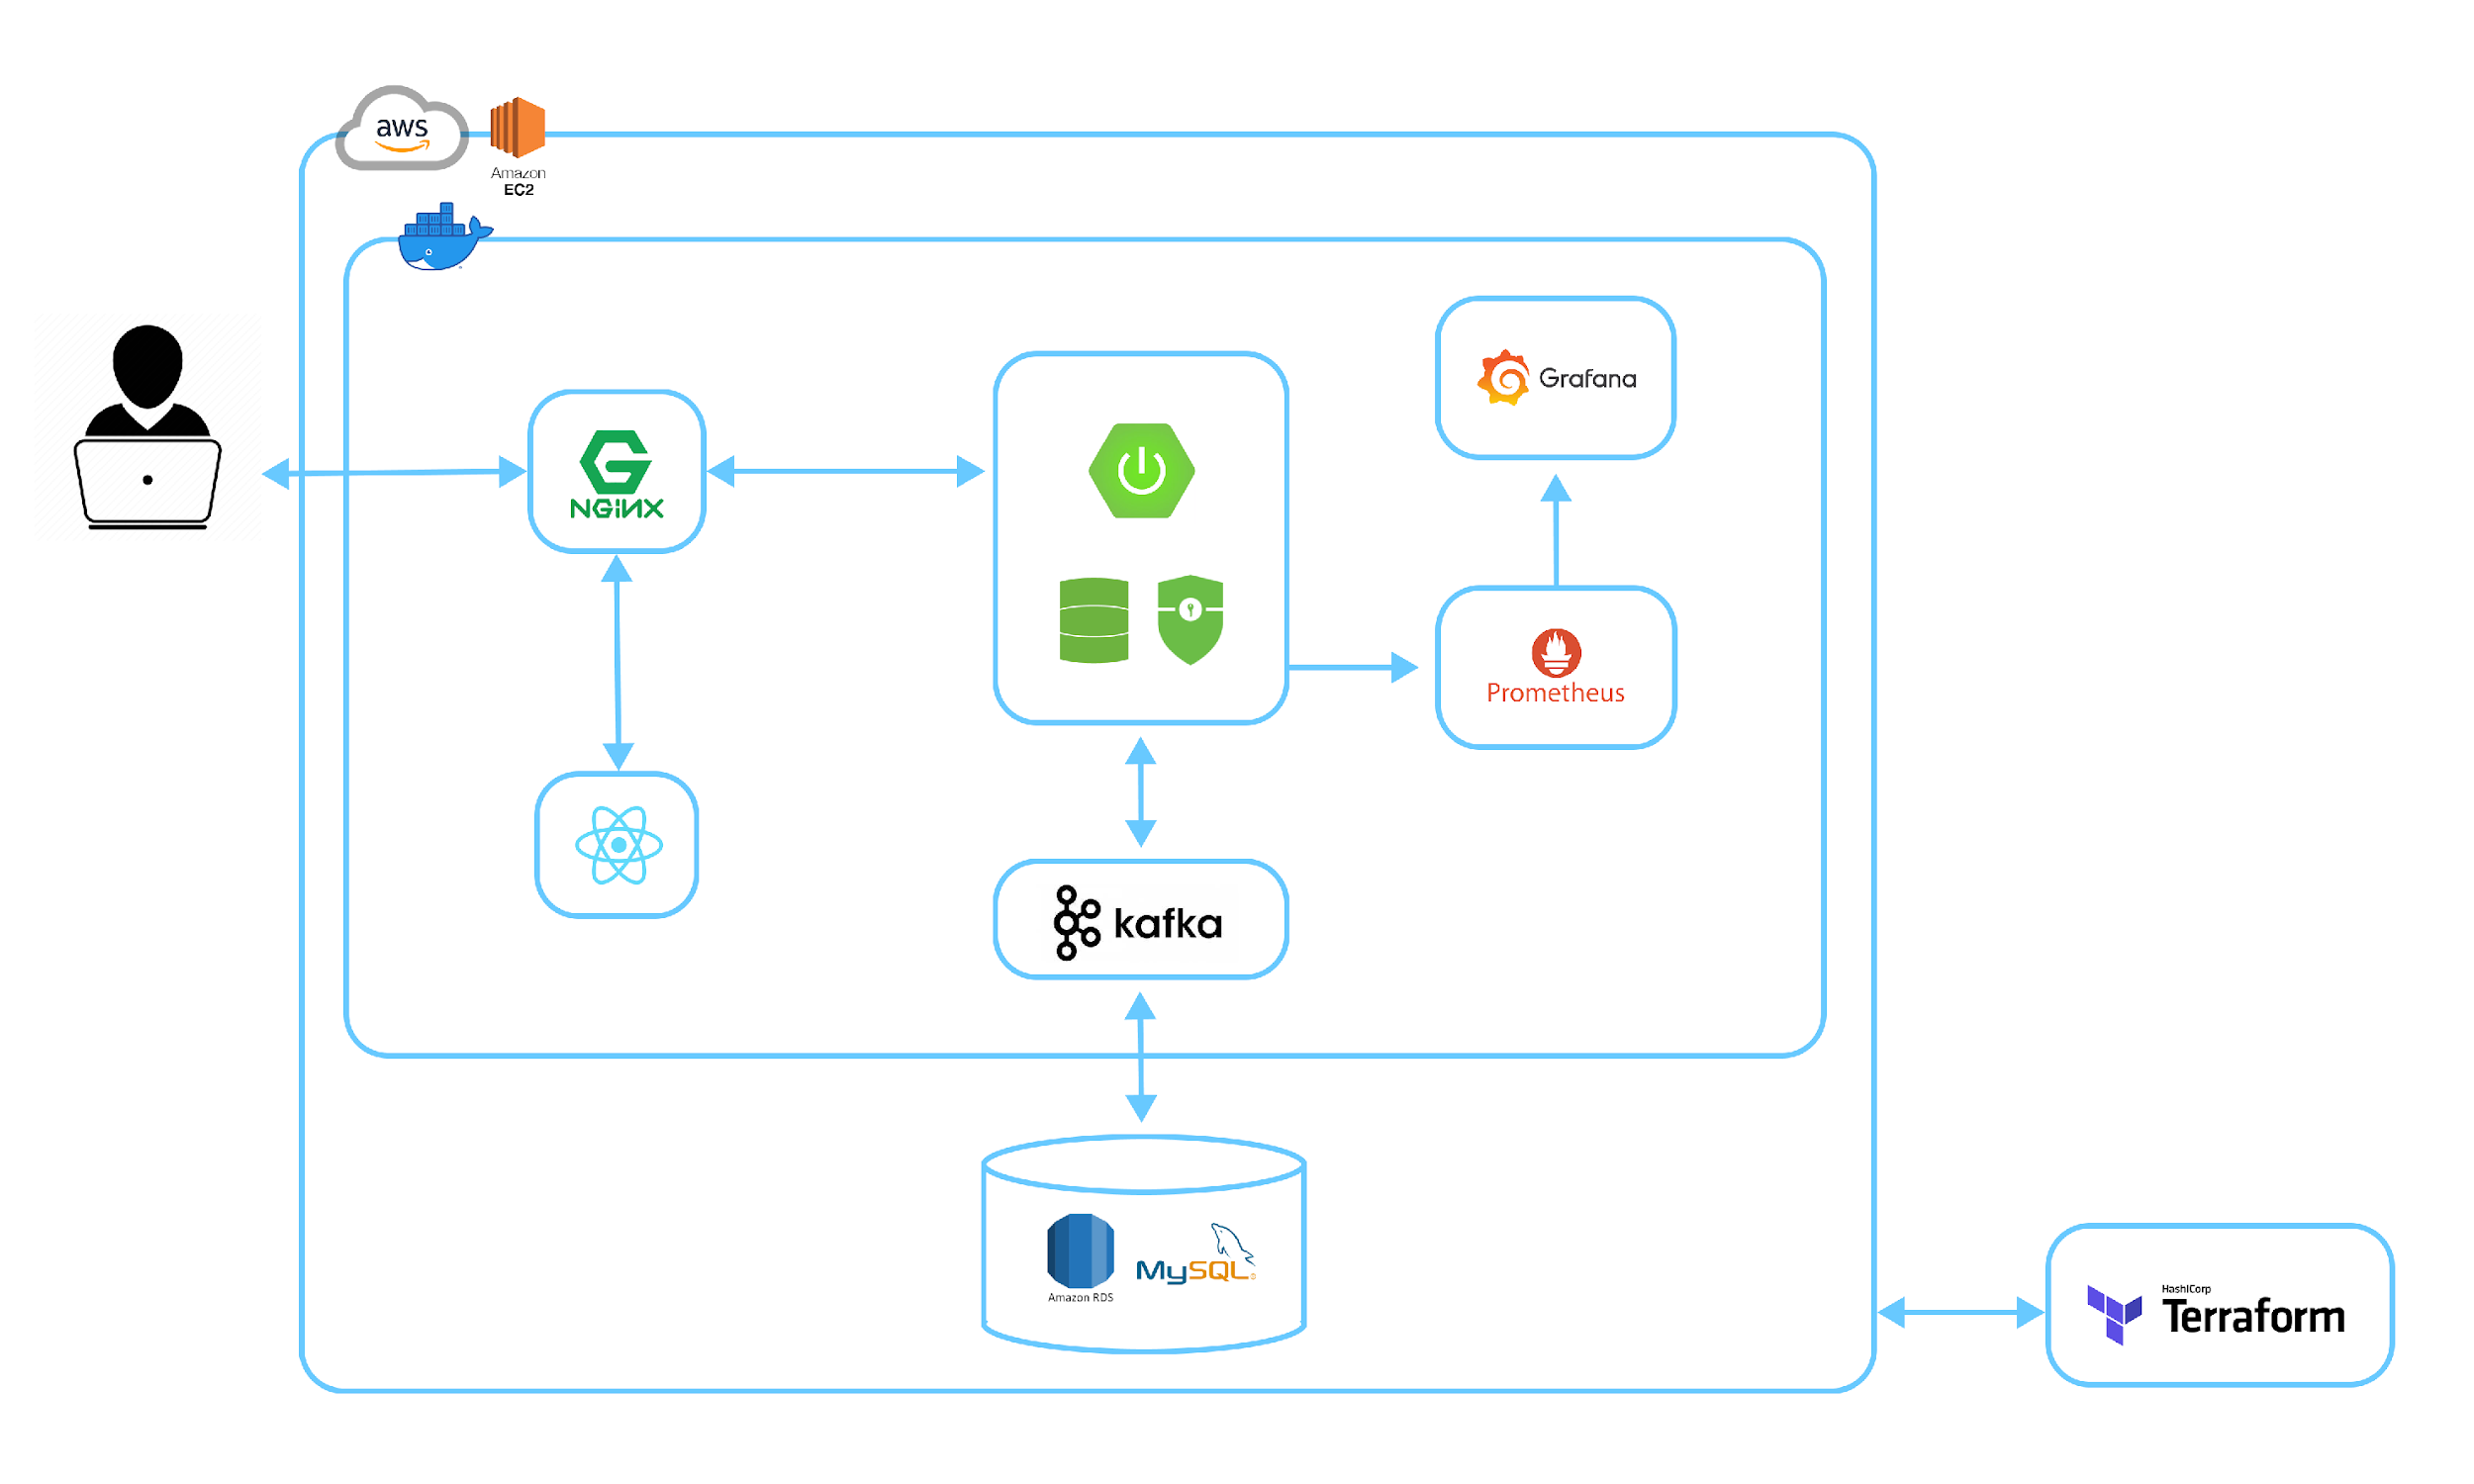 aws
Amazon
EC2
Grafana
NGiNX
Prometheus
kafka
MySQL
Amazon RDS
HashiCorp
Terraform